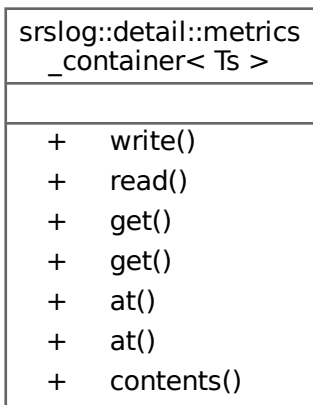 srslog::detail::metrics
_container< Ts >
+ write()
+ read()
+ get()
+ get()
+ at()
+ at()
+ contents()